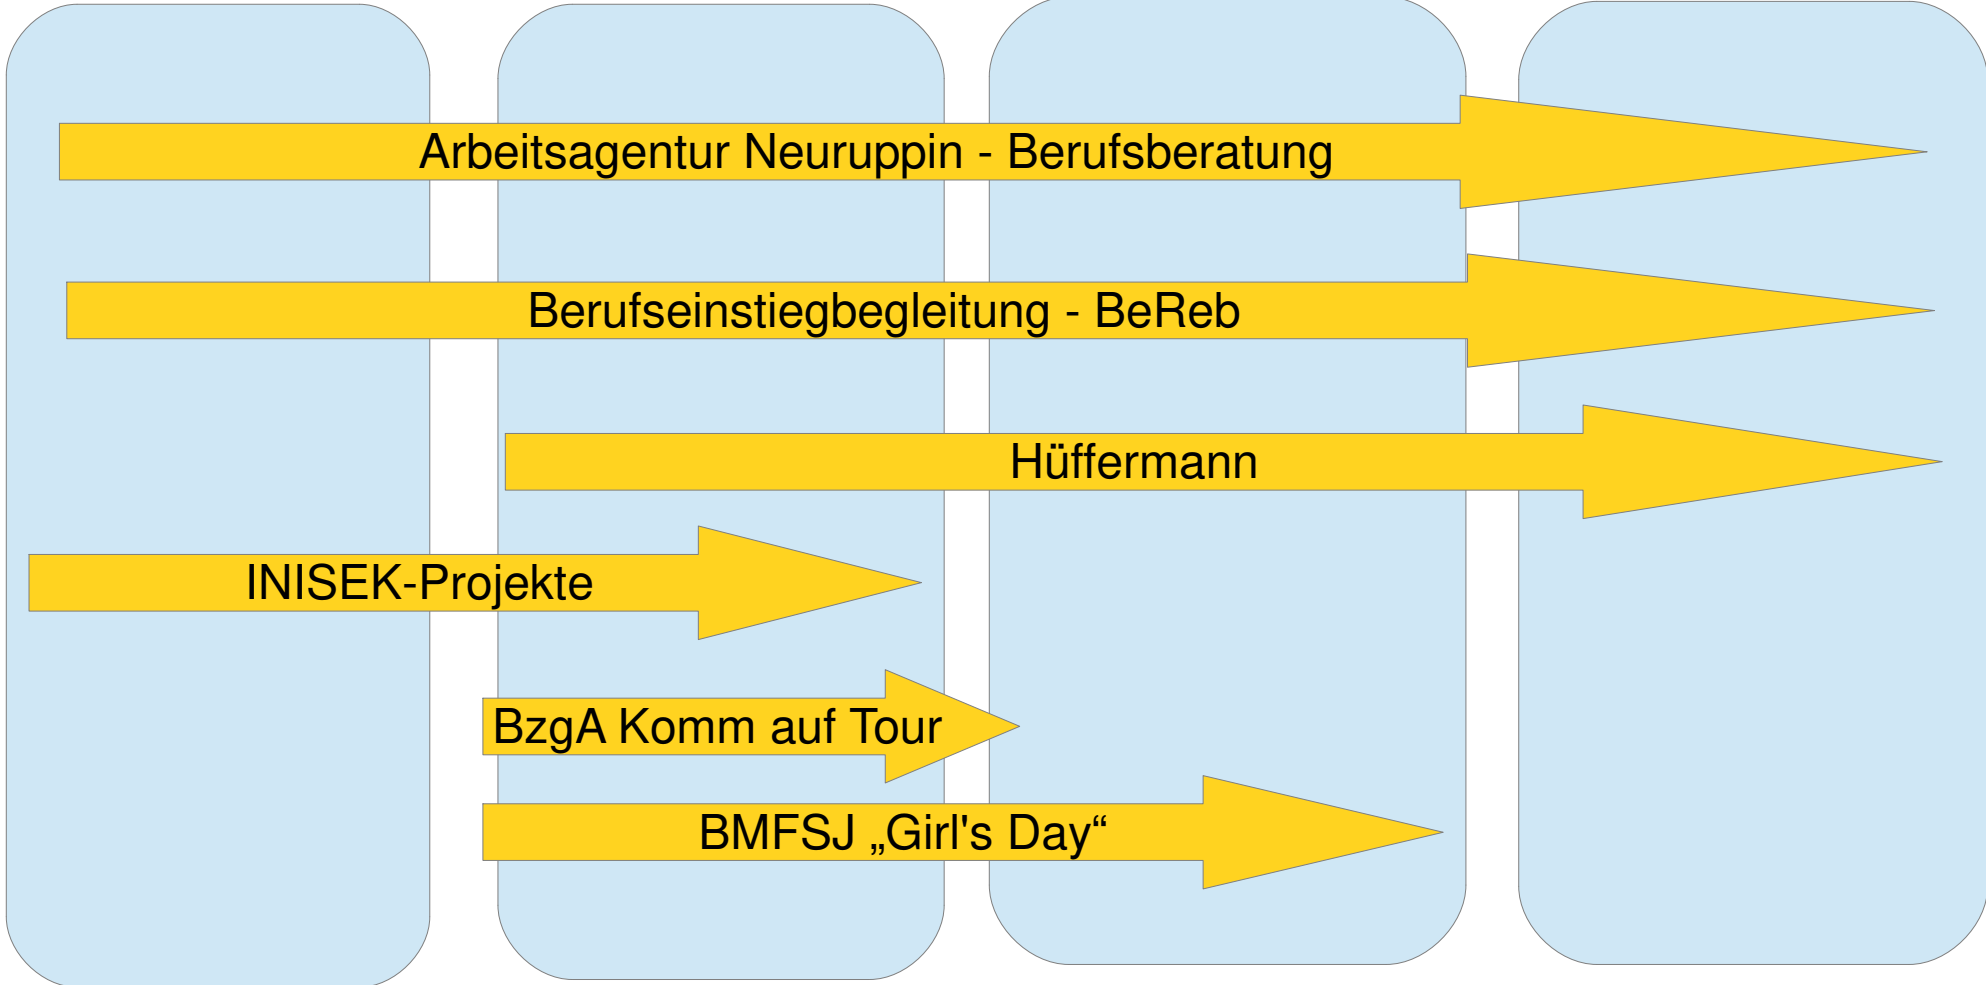 Arbeitsagentur Neuruppin - Berufsberatung
Berufseinstiegbegleitung - BeReb
Hüffermann
INISEK-Projekte
BzgA Komm auf Tour
BMFSJ „Girl's Day“